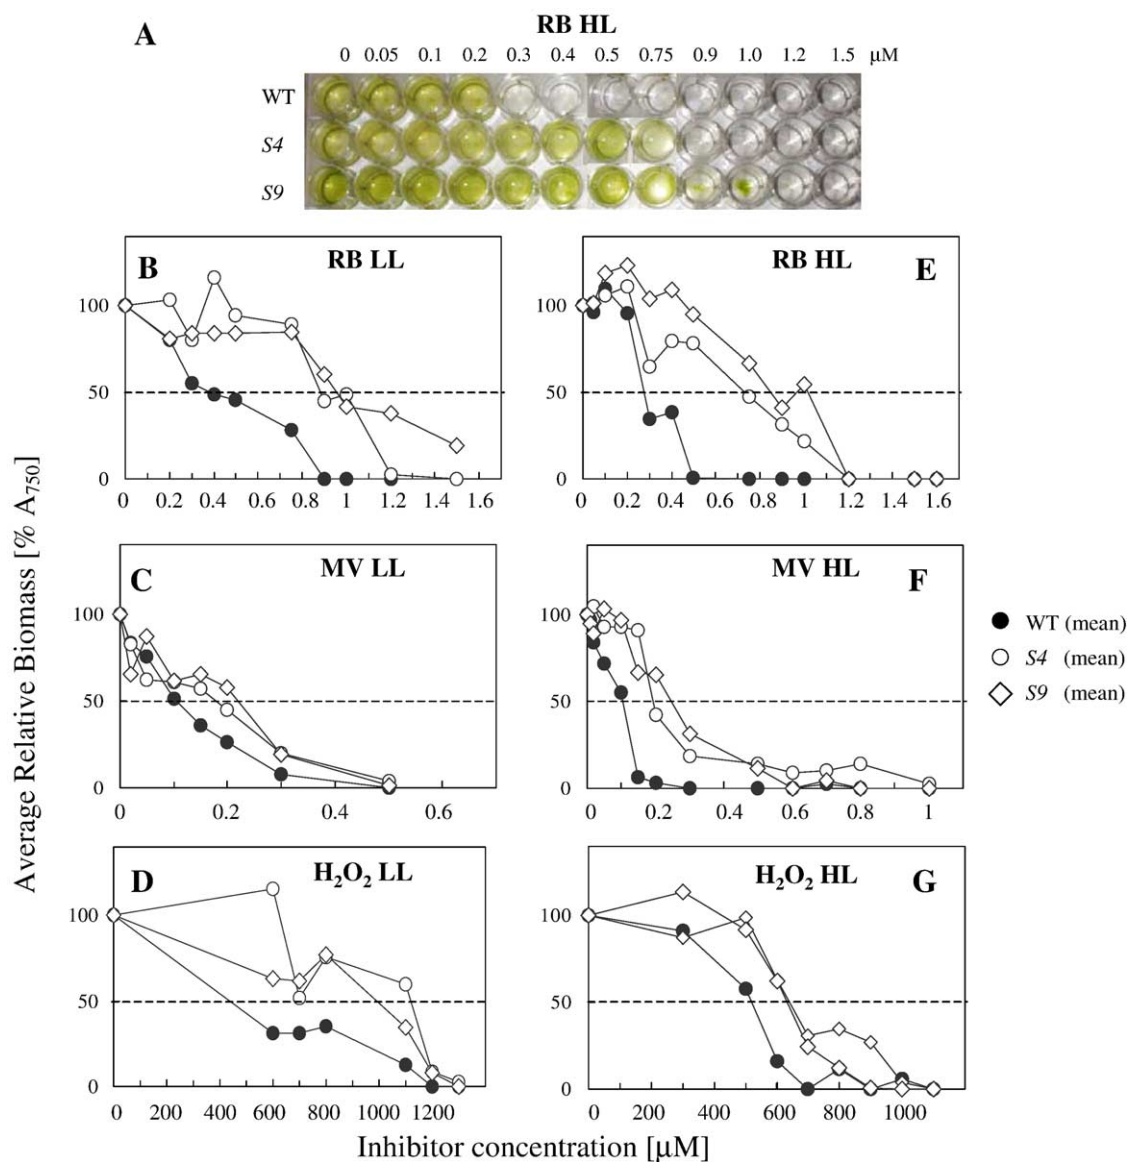 A
RB HL
0 0.05 0.1 0.2 0.3 0.4 0.5 0.75 0.9 1.0 1.2 1.5 μM
WT
S4
S9
B
RB LL
100
50
0
0 0.2 0.4 0.6 0.8 1 1.2 1.4 1.6
RB HL
E
100
50
0
0 0.2 0.4 0.6 0.8 1 1.2 1.4 1.6
C
MV LL
100
50
0
0 0.2 0.4 0.6
MV HL
F
100
50
0
0 0.2 0.4 0.6 0.8 1
WT (mean)
S4 (mean)
S9 (mean)
D
H₂O₂ LL
100
50
0
0 200 400 600 800 1000 1200
H₂O₂ HL
G
100
50
0
0 200 400 600 800 1000
Average Relative Biomass [% A₇₅₀]
Inhibitor concentration [μM]